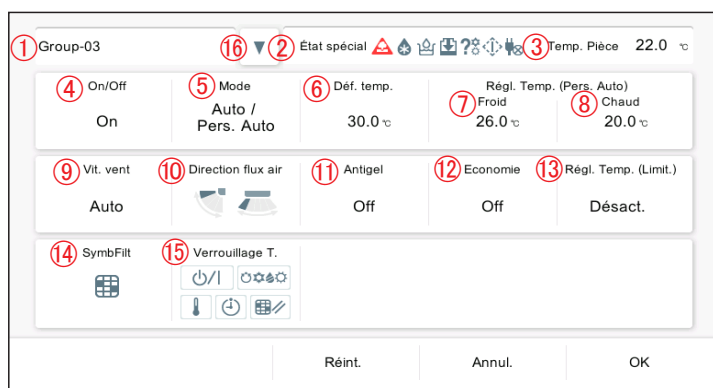 ① Group-03 ⑯ ▼ ② État spécial ③ Temp. Pièce 22.0 °C
④ On/Off ⑤ Mode ⑥ Déf. temp. Régl. Temp. (Pers. Auto)
⑦ Froid ⑧ Chaud
On Auto / Pers. Auto 30.0 °C 26.0 °C 20.0 °C
⑨ Vit. vent ⑩ Direction flux air ⑪ Antigel ⑫ Economie ⑬ Régl. Temp. (Limit.)
Auto Off Off Désact.
⑭ SymbFilt ⑮ Verrouillage T.
Réint. Annul. OK